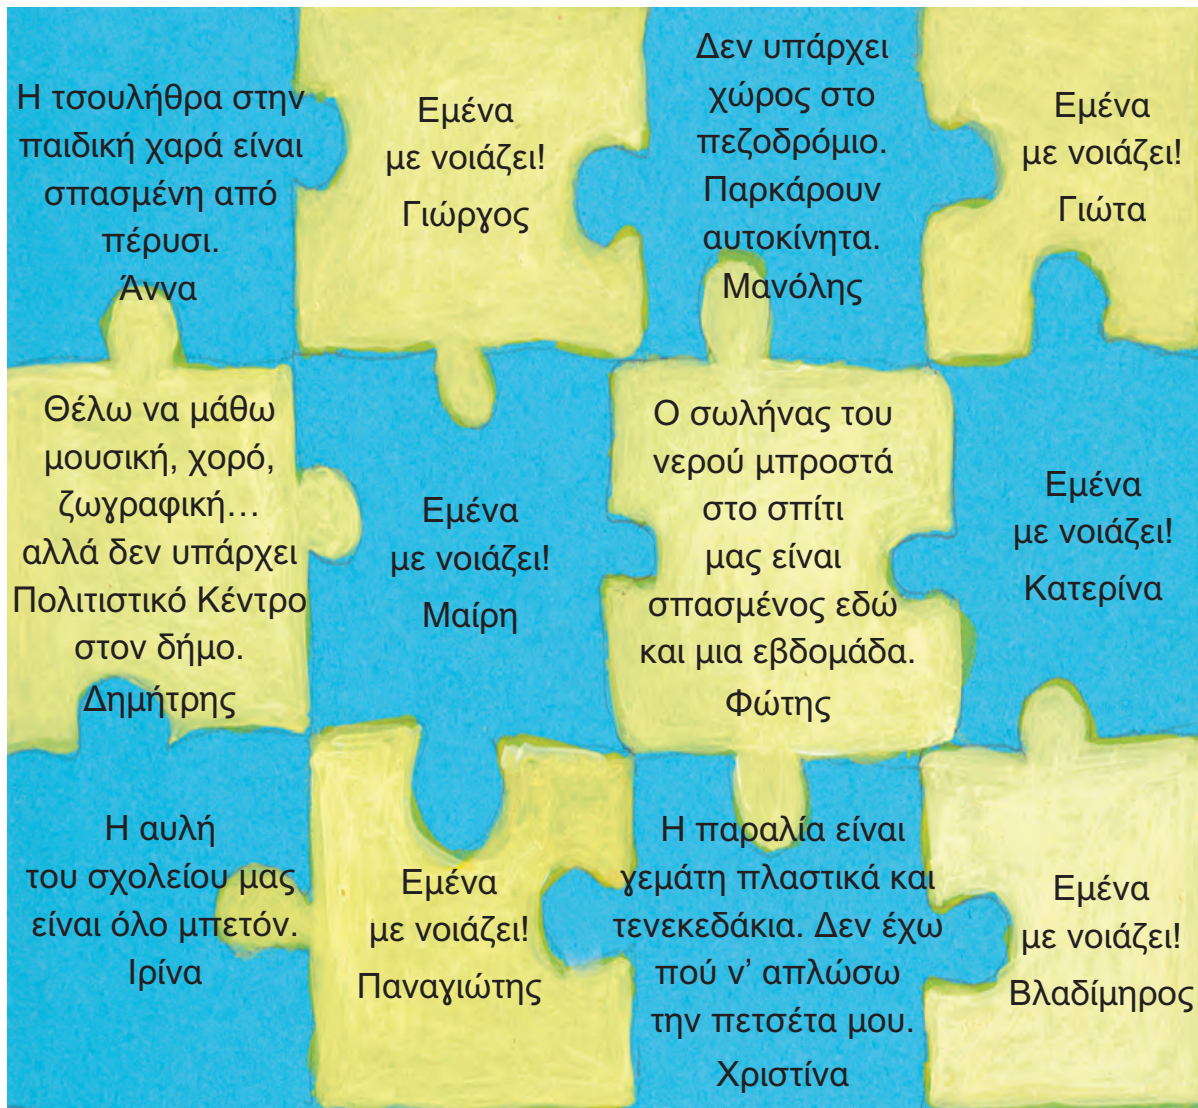 Η τσουλήθρα στην
παιδική χαρά είναι
σπασμένη από
πέρυσι.
Άννα
Εμένα
με νοιάζει!
Γιώργος
Δεν υπάρχει
χώρος στο
πεζοδρόμιο.
Παρκάρουν
αυτοκίνητα.
Μανόλης
Εμένα
με νοιάζει!
Γιώτα
Θέλω να μάθω
μουσική, χορό,
ζωγραφική...
αλλά δεν υπάρχει
Πολιτιστικό Κέντρο
στον δήμο.
Δημήτρης
Εμένα
με νοιάζει!
Μαίρη
Ο σωλήνας του
νερού μπροστά
στο σπίτι
μας είναι
σπασμένος εδώ
και μια εβδομάδα.
Φώτης
Εμένα
με νοιάζει!
Κατερίνα
Η αυλή
του σχολείου μας
είναι όλο μπετόν.
Ιρίνα
Εμένα
με νοιάζει!
Παναγιώτης
Η παραλία είναι
γεμάτη πλαστικά και
τενεκεδάκια. Δεν έχω
πού ν' απλώσω
την πετσέτα μου.
Χριστίνα
Εμένα
με νοιάζει!
Βλαδίμηρος